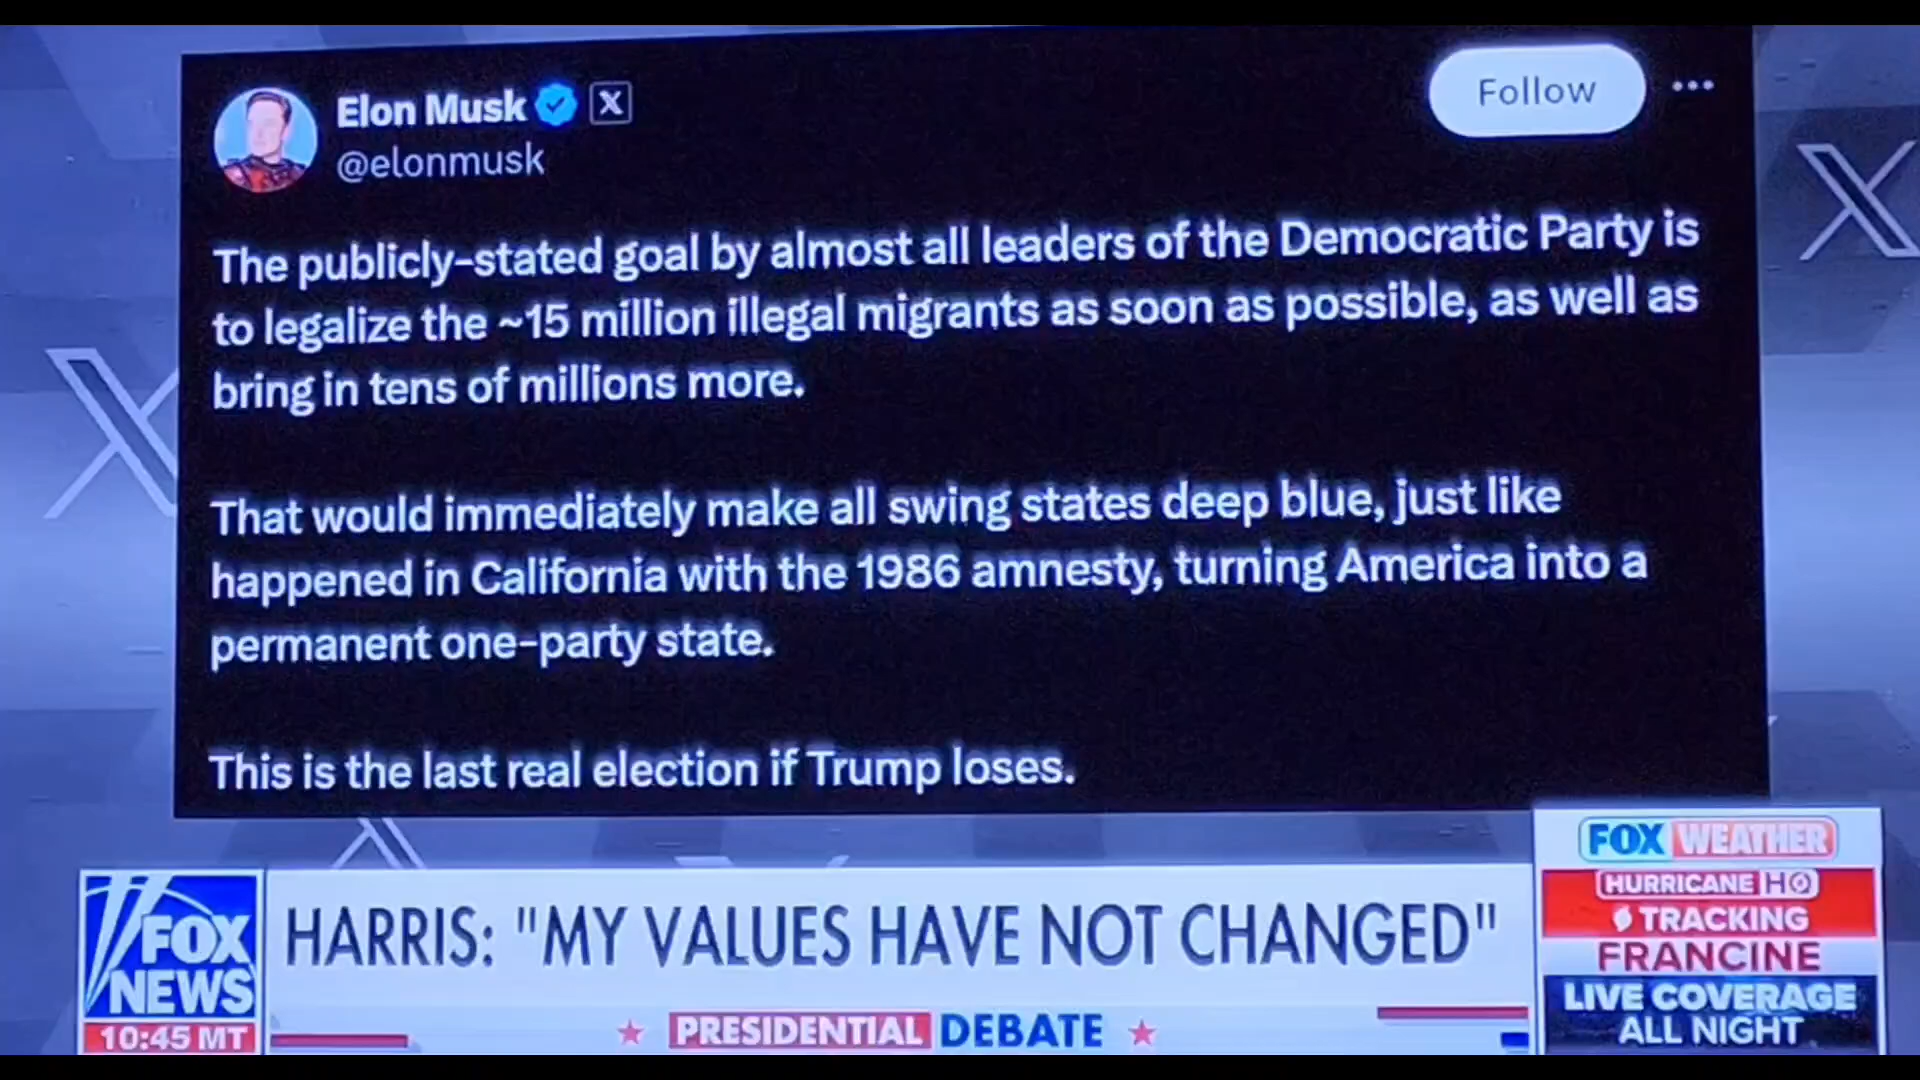 Elon Musk
@elonmusk
Follow
The publicly-stated goal by almost all leaders of the Democratic Party is
to legalize the ~15 million illegal migrants as soon as possible, as well as
bring in tens of millions more.
That would immediately make all swing states deep blue, just like
happened in California with the 1986 amnesty, turning America into a
permanent one-party state.
This is the last real election if Trump loses.
FOX
NEWS
10:45 MT
HARRIS: "MY VALUES HAVE NOT CHANGED"
PRESIDENTIAL DEBATE
FOX WEATHER
HURRICANE HQ
TRACKING
FRANCINE
LIVE COVERAGE
ALL NIGHT